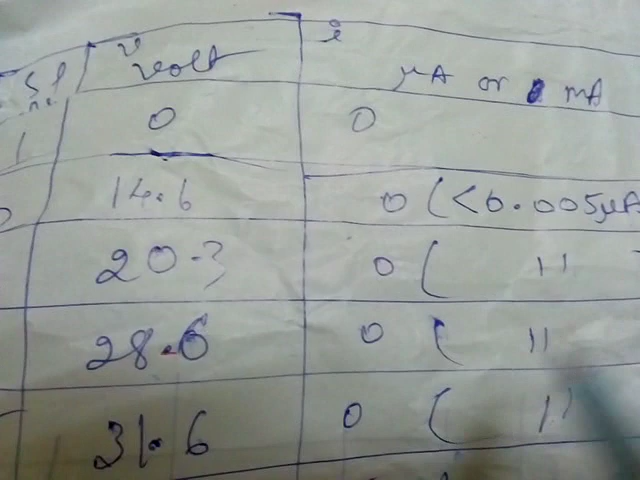 Sl v i
no. volt μA or mA
1 0 0
14.6 0 (<0.005μA
20.3 0 ( 11
28.6 0 ( 11
31.6 0 ( 11